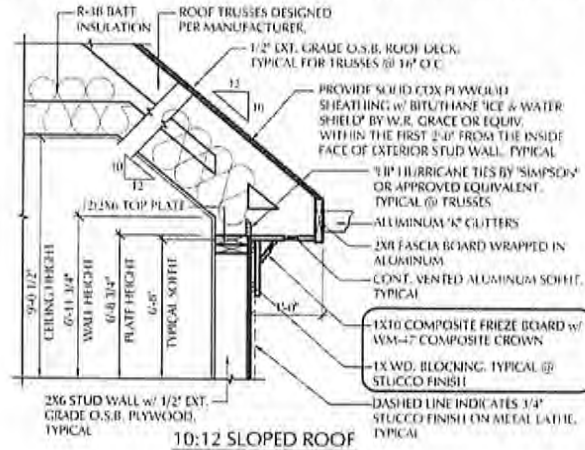 R-38 BATT
INSULATION
ROOF TRUSSES DESIGNED
PER MANUFACTURER.
1/2" EXT. GRADE O.S.B. ROOF DECK.
TYPICAL FOR TRUSSES @ 16" O.C.
12
10
PROVIDE SOLID CDX PLYWOOD
SHEATHING w/ BITUTHANE "ICE & WATER
SHIELD" BY W.R. GRACE OR EQUIV.
WITHIN THE FIRST 2'-0" FROM THE INSIDE
FACE OF EXTERIOR STUD WALL. TYPICAL
10
12
HURRICANE TIES BY "SIMPSON"
OR APPROVED EQUIVALENT.
TYPICAL @ TRUSSES
(2) 2X6 TOP PLATE
ALUMINUM "K" GUTTERS
2X8 FASCIA BOARD WRAPPED IN
ALUMINUM
CONT. VENTED ALUMINUM SOFFIT.
TYPICAL
9'-0 1/2"
CEILING HEIGHT
6'-11 3/4"
WALL HEIGHT
6'-8 3/4"
PLATE HEIGHT
6'-8"
TYPICAL SOFFIT
1'-0"
1X10 COMPOSITE FRIEZE BOARD w/
WM-47 COMPOSITE CROWN
1X WD. BLOCKING. TYPICAL @
STUCCO FINISH
2X6 STUD WALL w/ 1/2" EXT.
GRADE O.S.B. PLYWOOD.
TYPICAL
DASHED LINE INDICATES 3/4"
STUCCO FINISH ON METAL LATHE.
TYPICAL
10:12 SLOPED ROOF